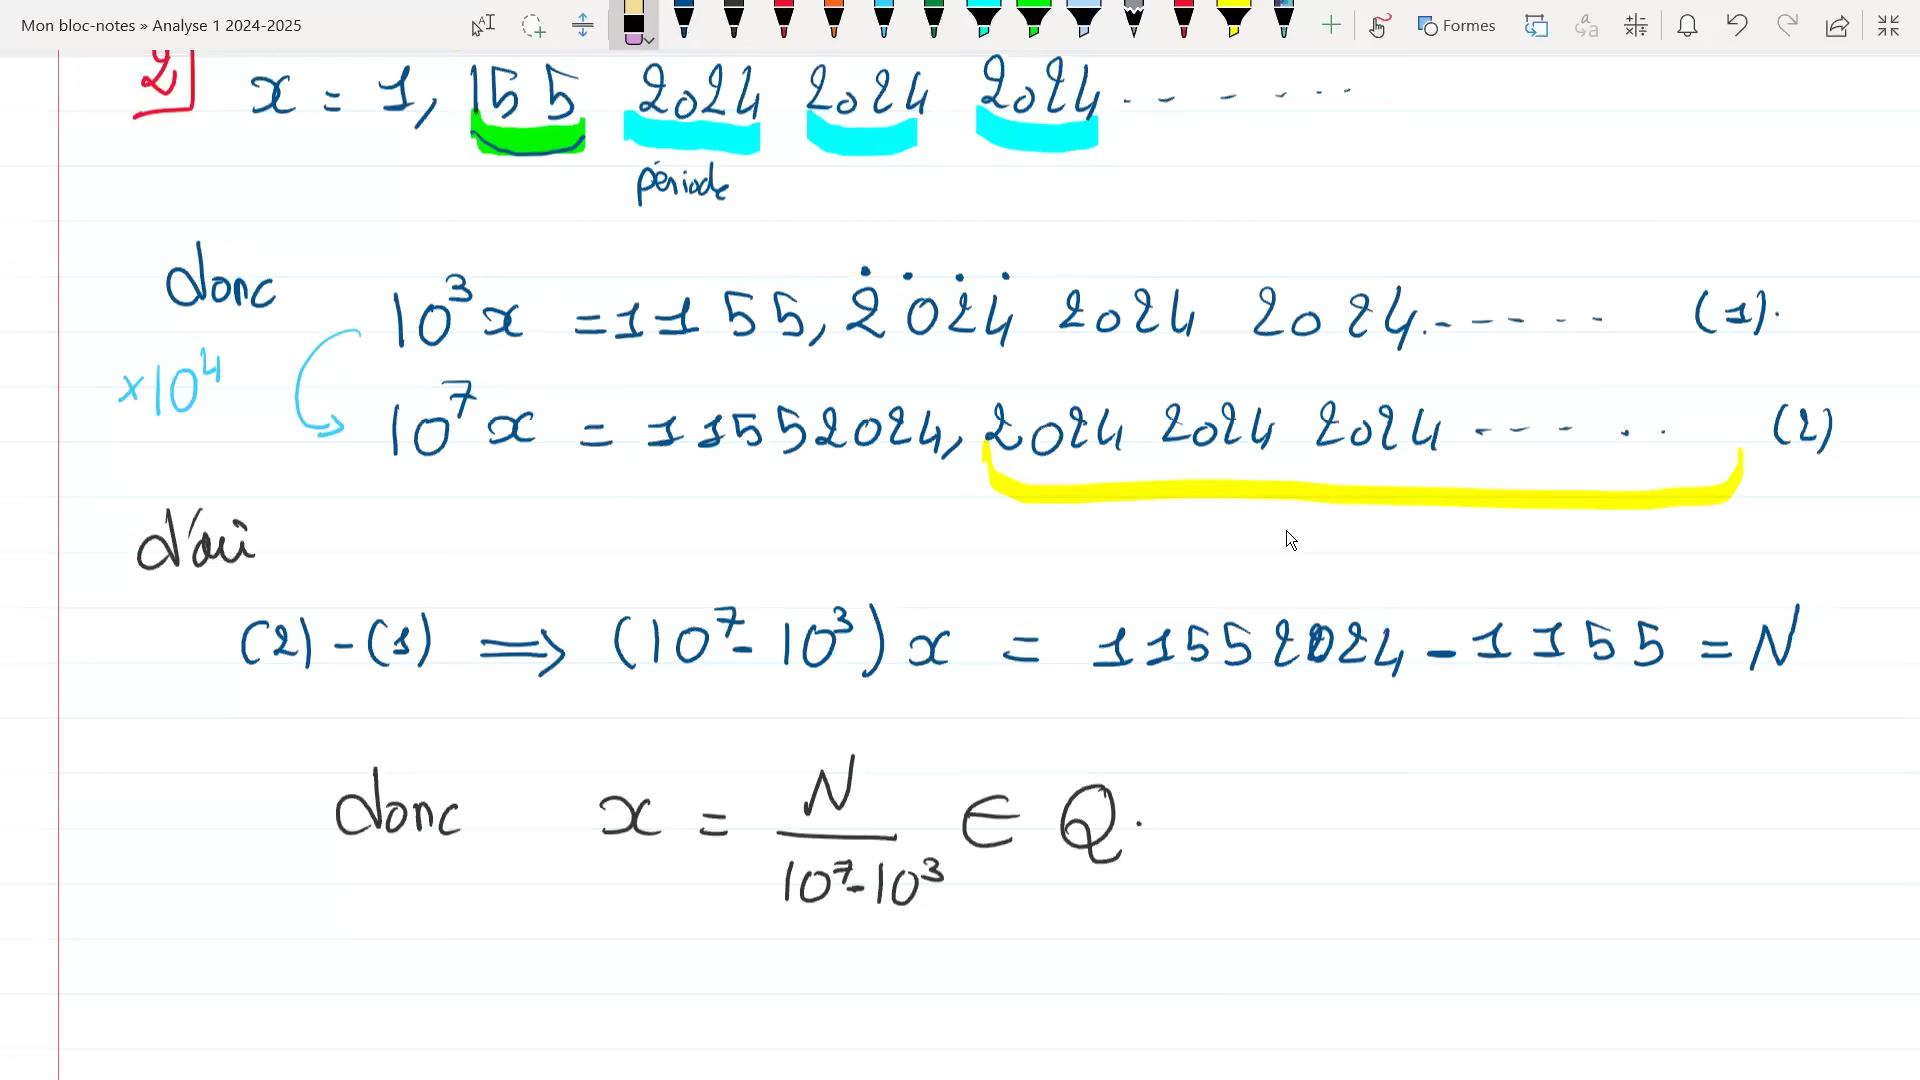 Mon bloc-notes » Analyse 1 2024-2025
Formes
2 x = 1, 155 2024 2024 2024 - - - - - - -
période
donc 10³x = 1155, 2024 2024 2024 - - - - - - (1).
×10⁴
10⁷x = 11552024, 2024 2024 2024 - - - - . . (2)
d'où
(2) - (1) ⟹ (10⁷ - 10³) x = 11552024 - 1155 = N
donc x = N / (10⁷ - 10³) ∈ Q.